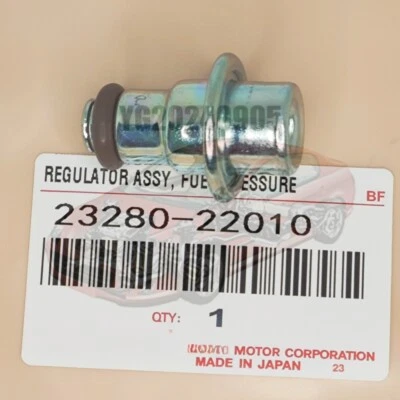 REGULATOR ASSY, FUEL PRESSURE
BF
23280-22010
QTY: 1
MOTOR CORPORATION
MADE IN JAPAN
23